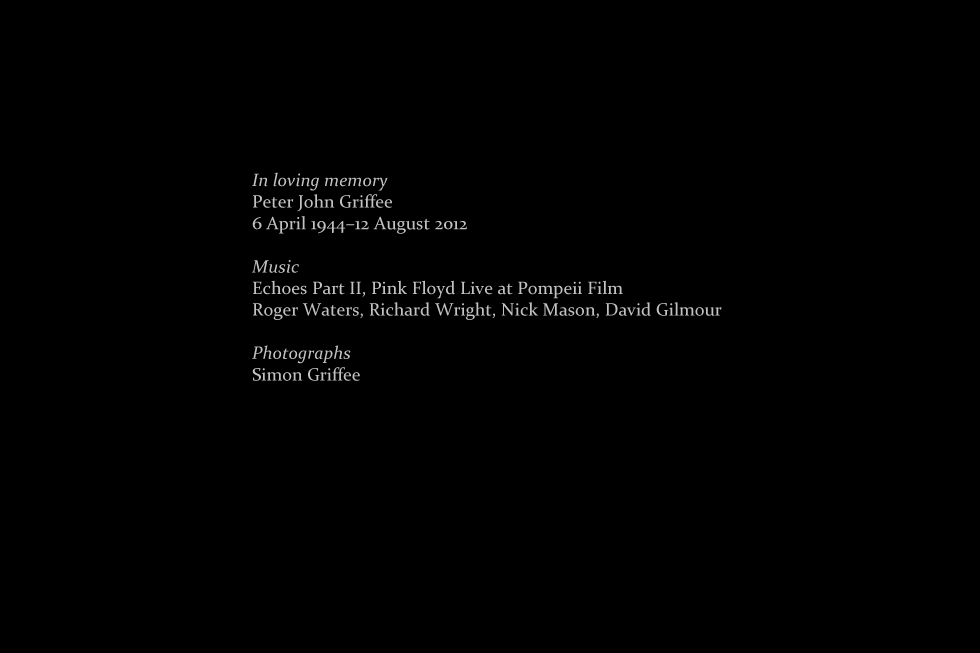 In loving memory
Peter John Griffee
6 April 1944–12 August 2012
Music
Echoes Part II, Pink Floyd Live at Pompeii Film
Roger Waters, Richard Wright, Nick Mason, David Gilmour
Photographs
Simon Griffee